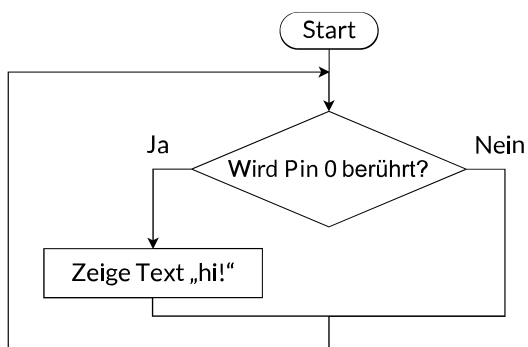 Start
Ja
Nein
Wird Pin 0 berührt?
Zeige Text „hi!“